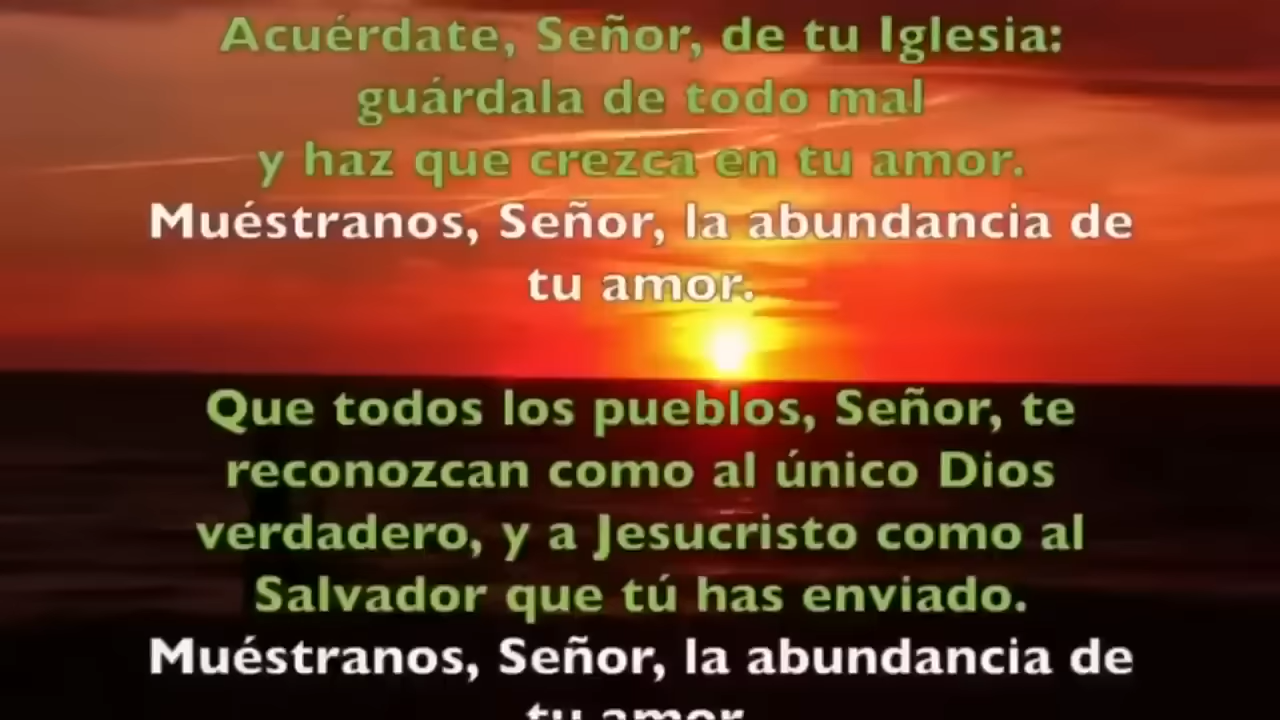 Acuérdate, Señor, de tu Iglesia:
guárdala de todo mal
y haz que crezca en tu amor.
Muéstranos, Señor, la abundancia de
tu amor.
Que todos los pueblos, Señor, te
reconozcan como al único Dios
verdadero, y a Jesucristo como al
Salvador que tú has enviado.
Muéstranos, Señor, la abundancia de
tu amor